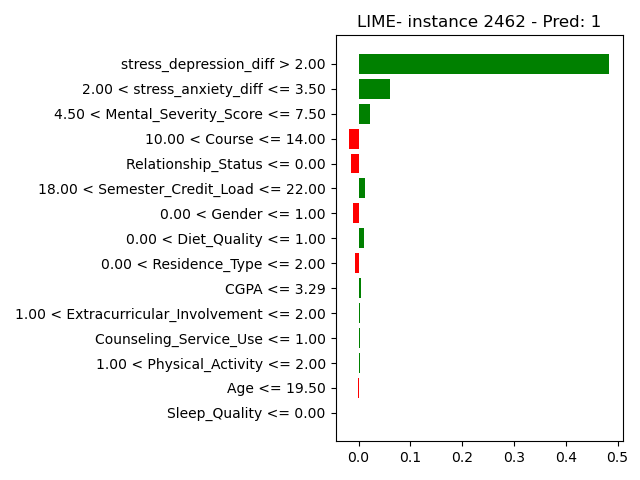 LIME- instance 2462 - Pred: 1
stress_depression_diff > 2.00
2.00 < stress_anxiety_diff <= 3.50
4.50 < Mental_Severity_Score <= 7.50
10.00 < Course <= 14.00
Relationship_Status <= 0.00
18.00 < Semester_Credit_Load <= 22.00
0.00 < Gender <= 1.00
0.00 < Diet_Quality <= 1.00
0.00 < Residence_Type <= 2.00
CGPA <= 3.29
1.00 < Extracurricular_Involvement <= 2.00
Counseling_Service_Use <= 1.00
1.00 < Physical_Activity <= 2.00
Age <= 19.50
Sleep_Quality <= 0.00
0.0 0.1 0.2 0.3 0.4 0.5